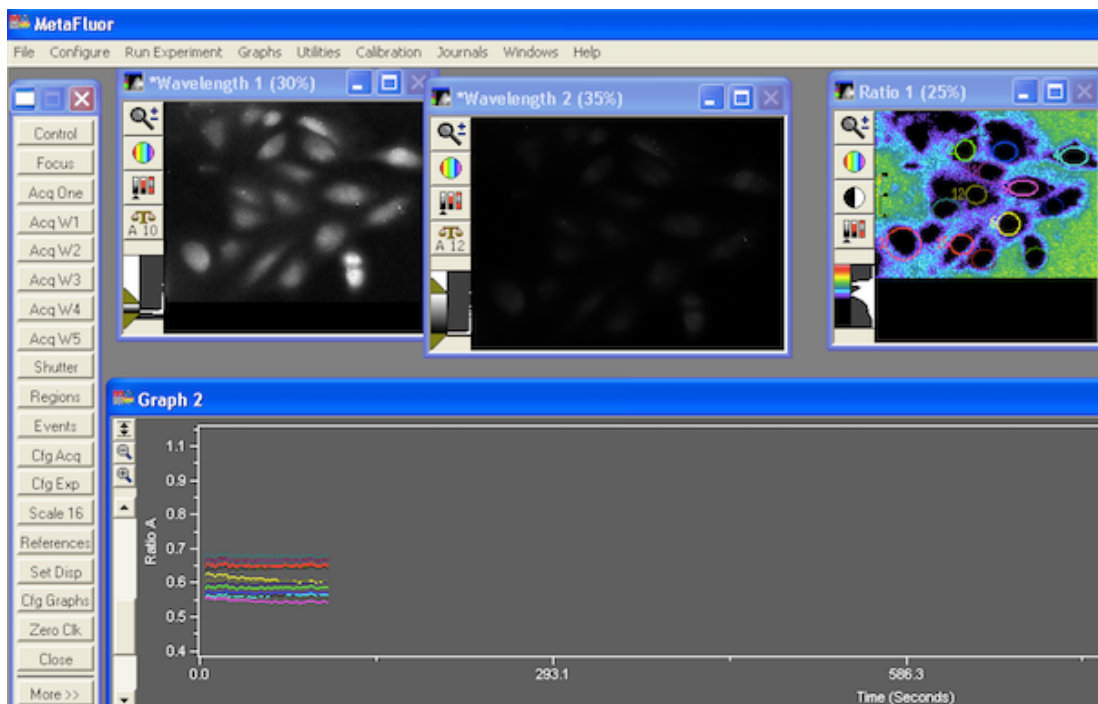 MetaFluor
File Configure Run Experiment Graphs Utilities Calibration Journals Windows Help
*Wavelength 1 (30%)
*Wavelength 2 (35%)
Ratio 1 (25%)
A 10
A 12
12
Control
Focus
Acq One
Acq W1
Acq W2
Acq W3
Acq W4
Acq W5
Shutter
Regions
Events
Cfg Acq
Cfg Exp
Scale 16
References
Set Disp
Cfg Graphs
Zero Clk
Close
More >>
Graph 2
1.1
0.9
0.8
0.7
0.6
0.5
0.4
Ratio A
0.0 293.1 586.3
Time (Seconds)